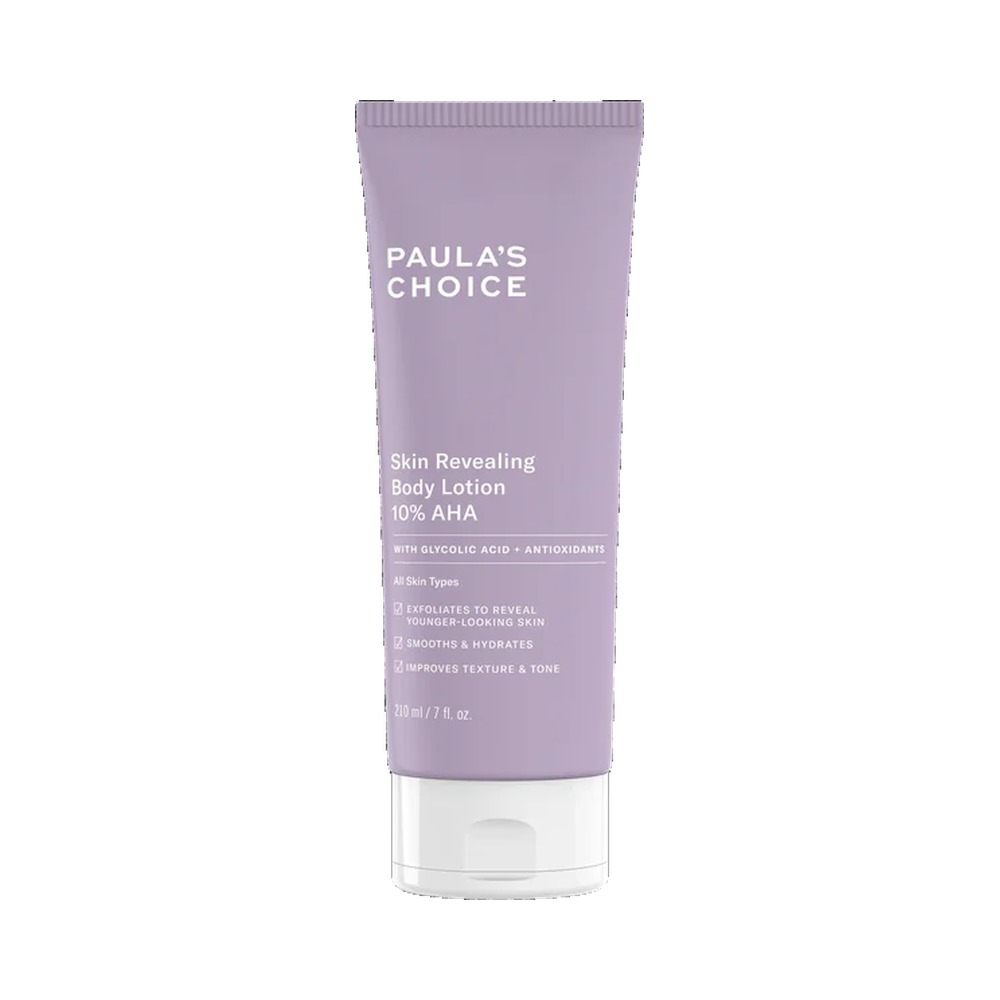 PAULA'S
CHOICE
Skin Revealing
Body Lotion
10% AHA
WITH GLYCOLIC ACID + ANTIOXIDANTS
All Skin Types
☑ EXFOLIATES TO REVEAL
YOUNGER-LOOKING SKIN
☑ SMOOTHS & HYDRATES
☑ IMPROVES TEXTURE & TONE
210 ml / 7 fl. oz.